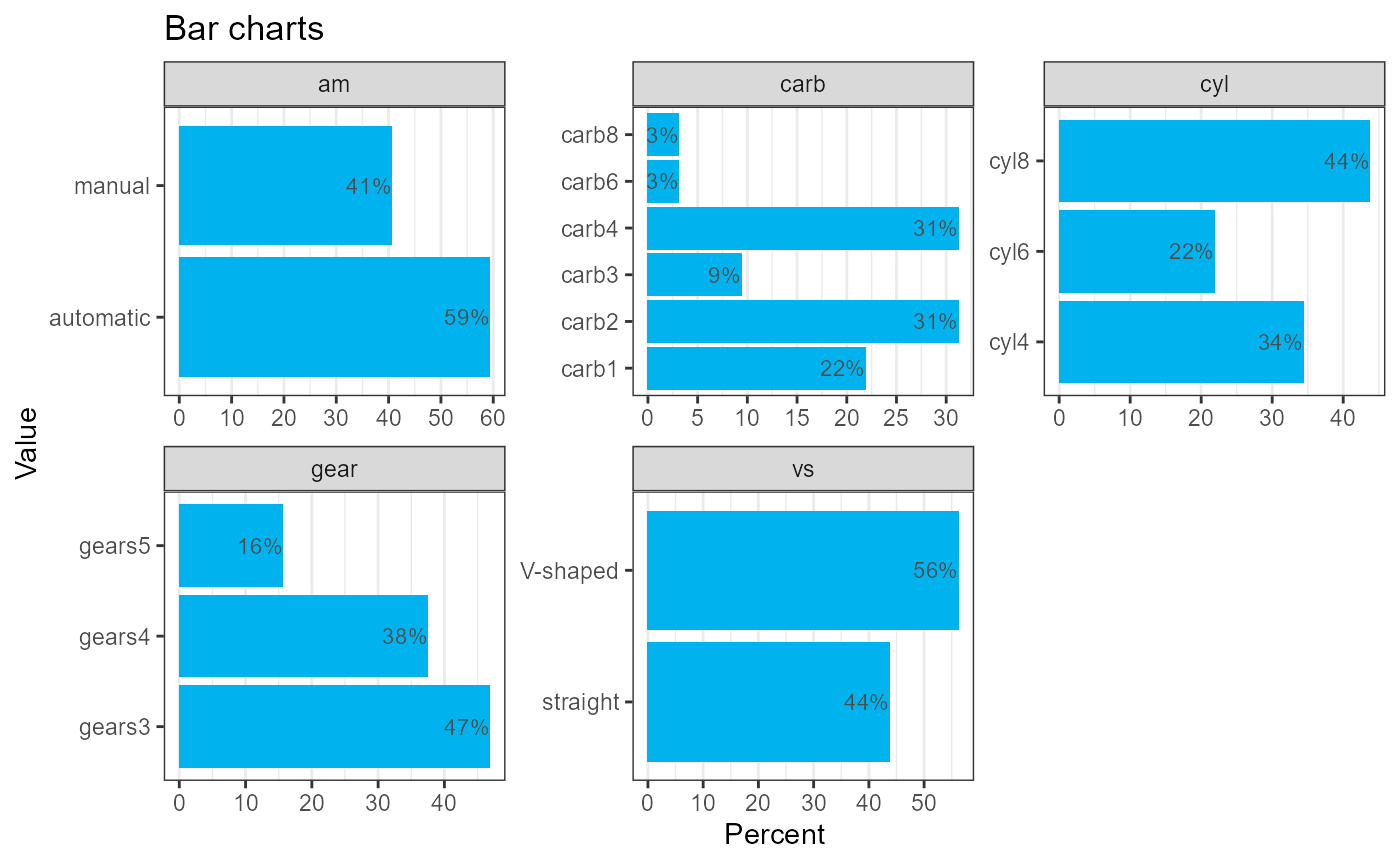 Bar charts
am
manual
41%
automatic
59%
0 10 20 30 40 50 60
carb
carb8
3%
carb6
3%
carb4
31%
carb3
9%
carb2
31%
carb1
22%
0 5 10 15 20 25 30
cyl
cyl8
44%
cyl6
22%
cyl4
34%
0 10 20 30 40
Value
gear
gears5
16%
gears4
38%
gears3
47%
0 10 20 30 40
vs
V-shaped
56%
straight
44%
0 10 20 30 40 50
Percent